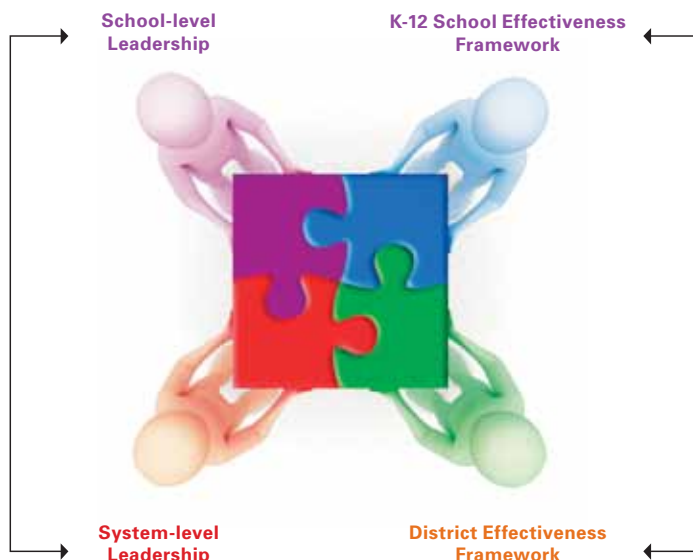 School-level
Leadership
K-12 School Effectiveness
Framework
System-level
Leadership
District Effectiveness
Framework